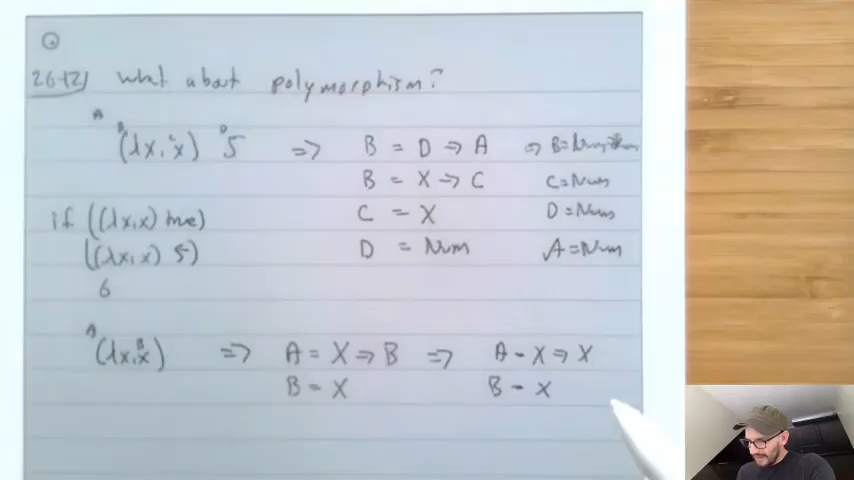 26+21 what about polymorphism?
A
B C D
(λx.x) 5 => B = D => A => B=Num=>Num
B = X => C C=Num
if ((λx.x) true) C = X D=Num
((λx.x) 5) D = Num A=Num
6
A B
(λx.x) => A = X => B => A - X => X
B = X B - X